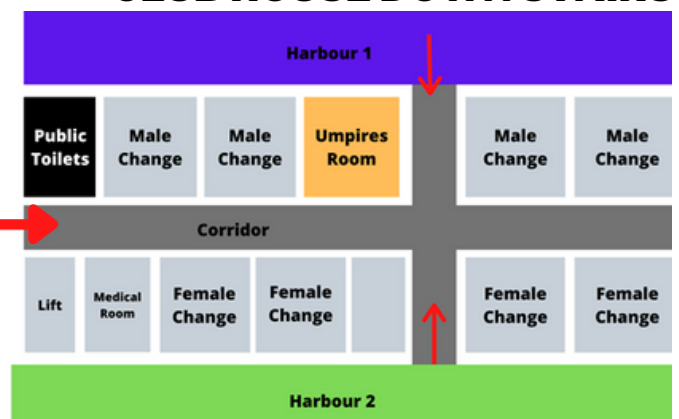 Harbour 1
Public
Toilets
Male
Change
Male
Change
Umpires
Room
Male
Change
Male
Change
Corridor
Lift
Medical
Room
Female
Change
Female
Change
Female
Change
Female
Change
Harbour 2